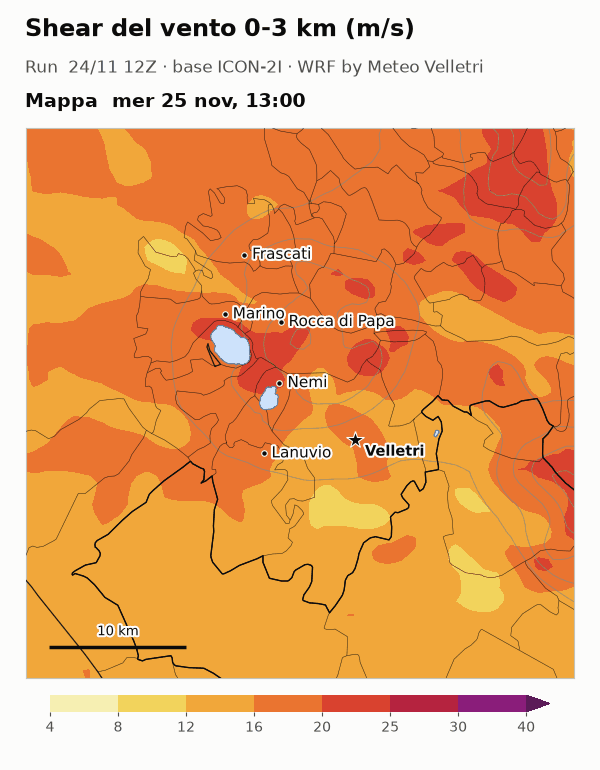 Shear del vento 0-3 km (m/s)
Run  24/11 12Z · base ICON-2I · WRF by Meteo Velletri
Mappa  mer 25 nov, 13:00
Frascati
Marino
Rocca di Papa
Nemi
Velletri
Lanuvio
10 km
4 8 12 16 20 25 30 40